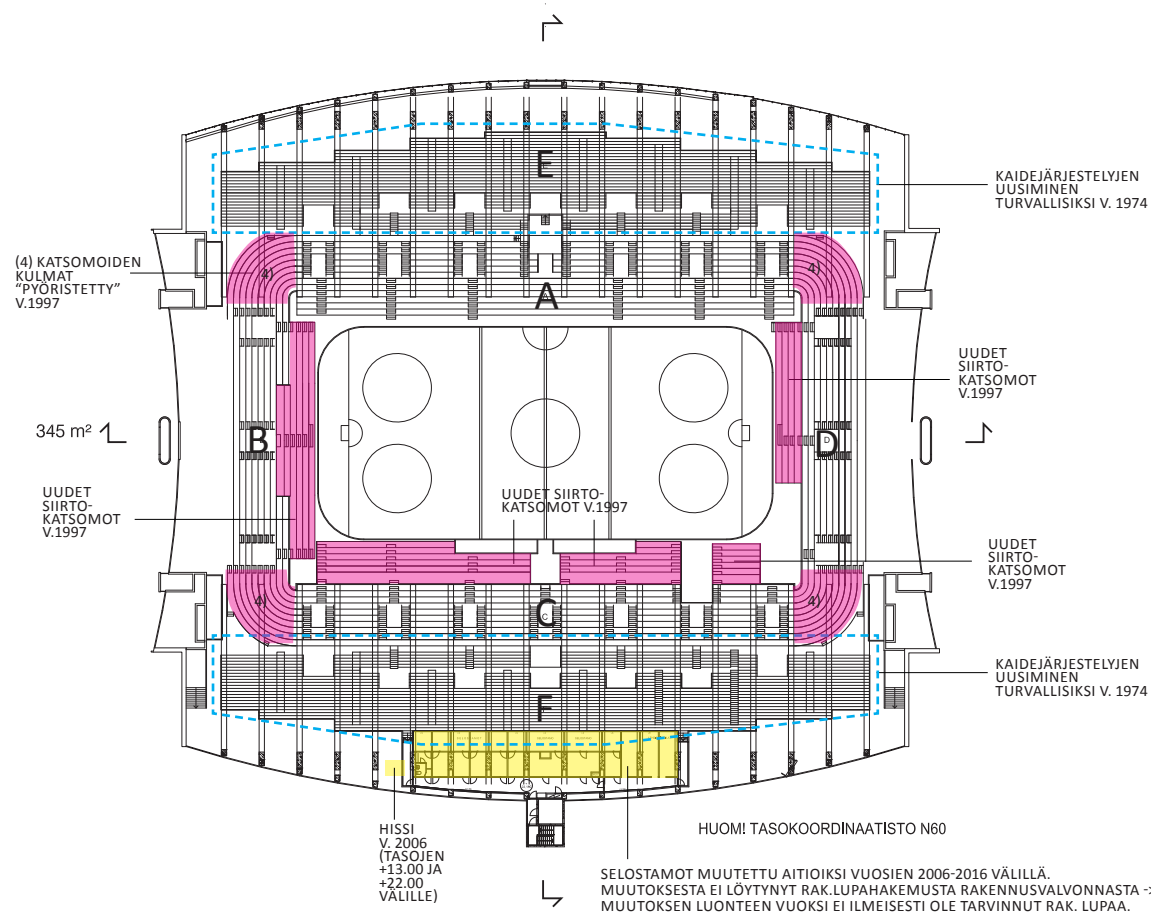 E
KAIDEJÄRJESTELYJEN
UUSIMINEN
TURVALLISIKSI V. 1974
(4) KATSOMOIDEN
KULMAT
“PYÖRISTETTY”
V.1997
4)
4)
A
UUDET
SIIRTO-
KATSOMOT
V.1997
345 m²
B
D
UUDET
SIIRTO-
KATSOMOT
V.1997
UUDET SIIRTO-
KATSOMOT V.1997
UUDET
SIIRTO-
KATSOMOT
V.1997
4)
C
4)
KAIDEJÄRJESTELYJEN
UUSIMINEN
TURVALLISIKSI V. 1974
F
HISSI
V. 2006
(TASOJEN
+13.00 JA
+22.00
VÄLILLE)
HUOM! TASOKOORDINAATISTO N60
SELOSTAMOT MUUTETTU AITIOIKSI VUOSIEN 2006-2016 VÄLILLÄ.
MUUTOKSESTA EI LÖYTYNYT RAK.LUPAHAKEMUSTA RAKENNUSVALVONNASTA ->
MUUTOKSEN LUONTEEN VUOKSI EI ILMEISESTI OLE TARVINNUT RAK. LUPAA.